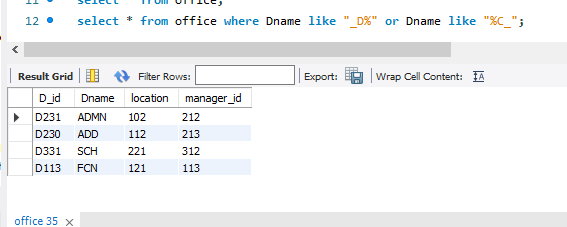 11 select * from office;
12 select * from office where Dname like "_D%" or Dname like "%C_";
Result Grid Filter Rows: Export: Wrap Cell Content: IA
D_id Dname location manager_id
D231 ADMN 102 212
D230 ADD 112 213
D331 SCH 221 312
D113 FCN 121 113
office 35 ×